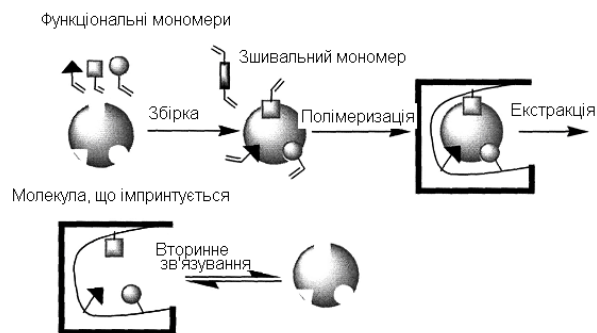 Функціональні мономери
Зшивальний мономер
Збірка
Полімеризація
Екстракція
Молекула, що імпринтується
Вторинне
зв'язування